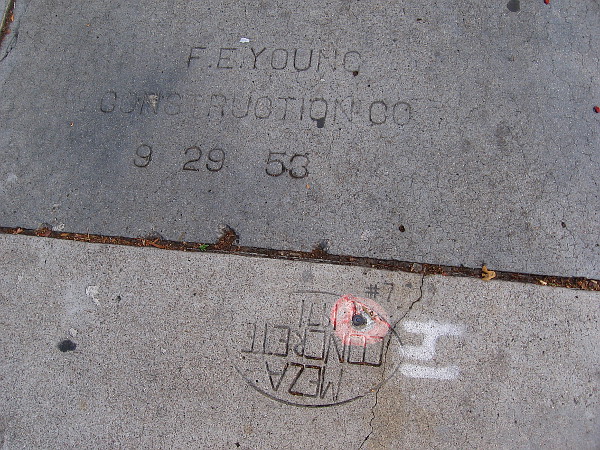 F.E.YOUNG
CONSTRUCTION CO
9 29 53
#7
MEZA
CONCRETE
H